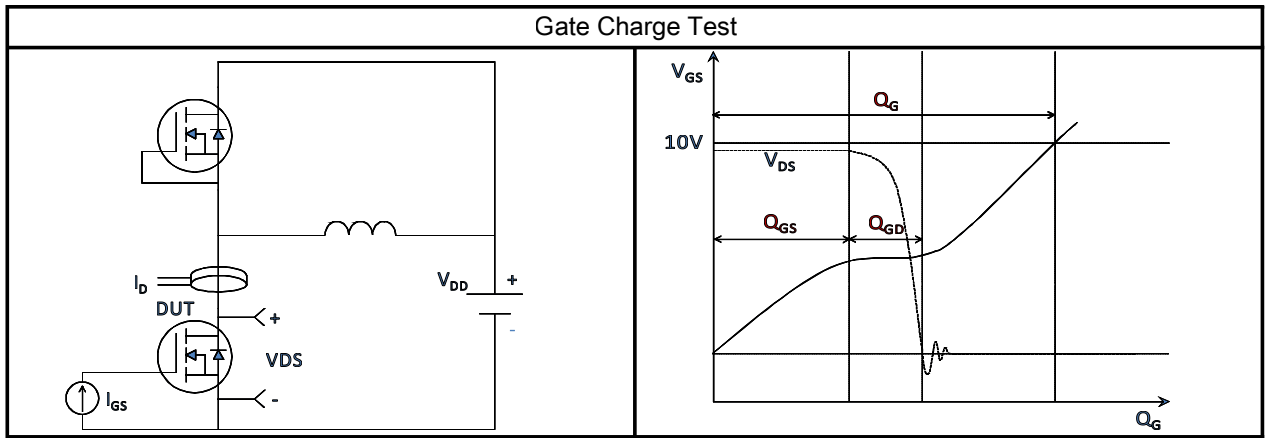 Gate Charge Test
I_D
DUT
+
VDS
-
I_GS
V_DD
+
-
V_GS
Q_G
10V
V_DS
Q_GS
Q_GD
Q_G